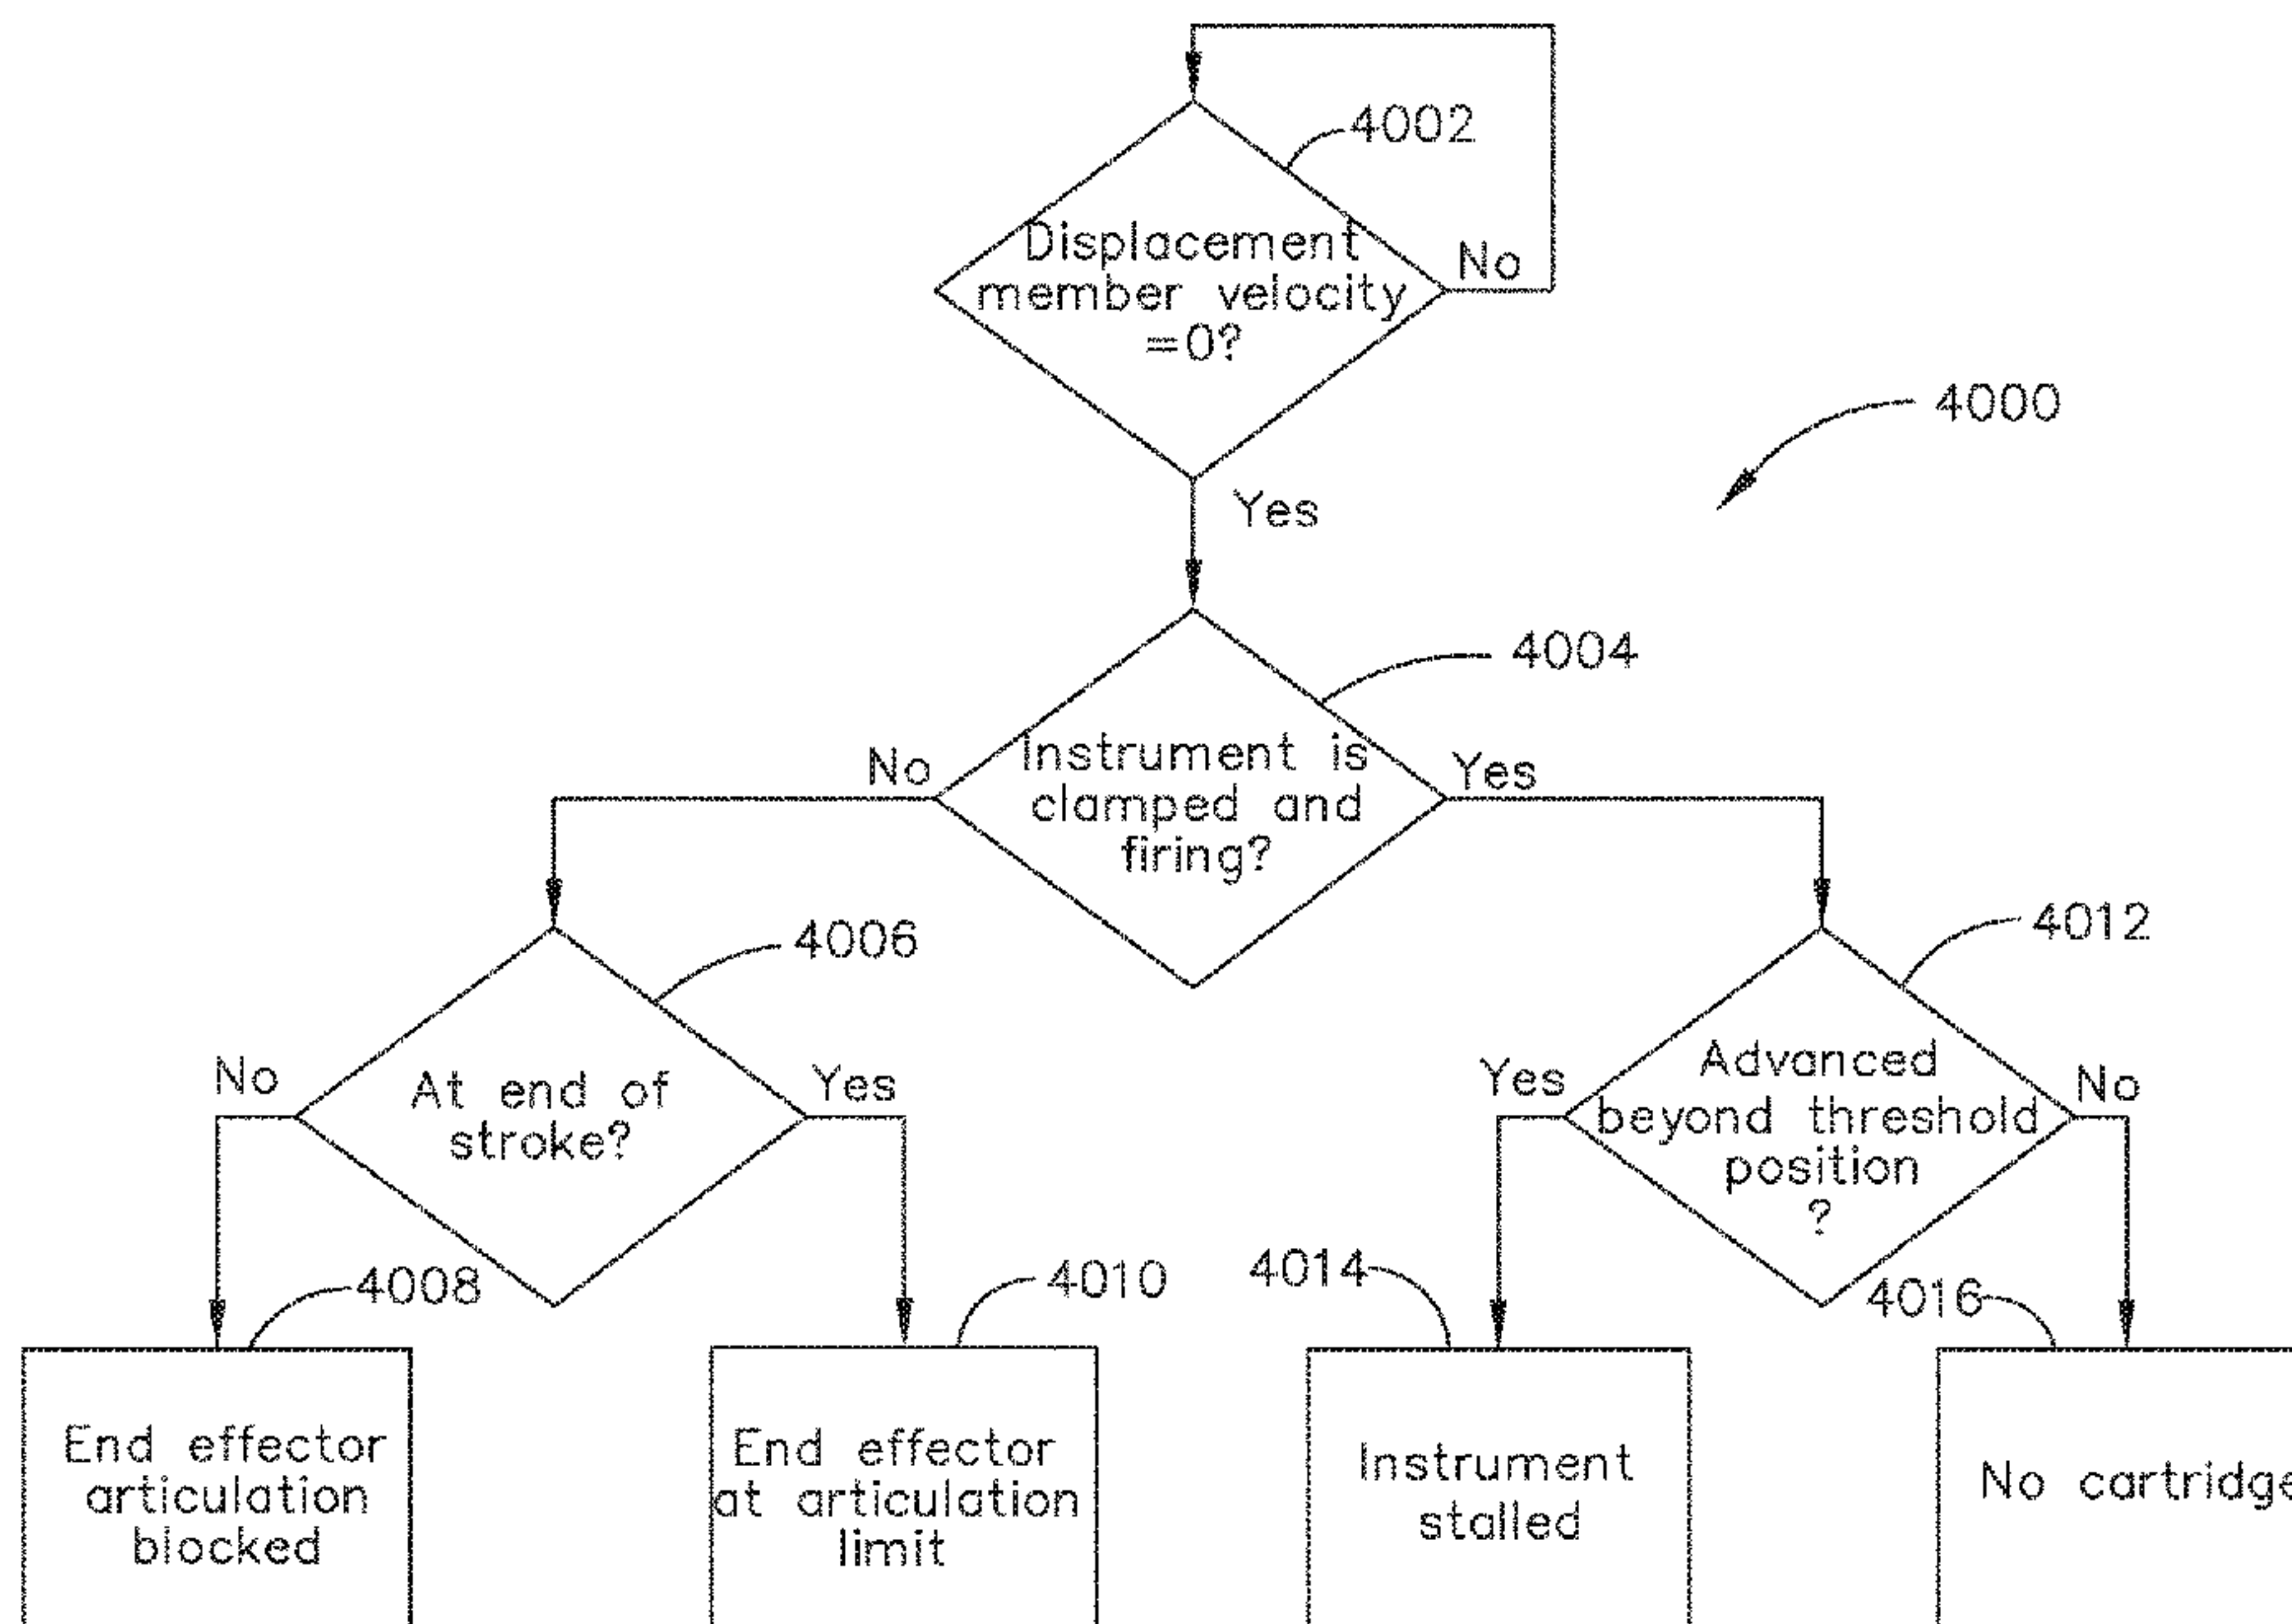 4002
Displacement
member velocity
=0?
No
4000
Yes
4004
Instrument is
clamped and
firing?
No
Yes
4006
At end of
stroke?
No
Yes
4012
Advanced
beyond threshold
position
?
Yes
No
4008
End effector
articulation
blocked
4010
End effector
at articulation
limit
4014
Instrument
stalled
4016
No cartridge